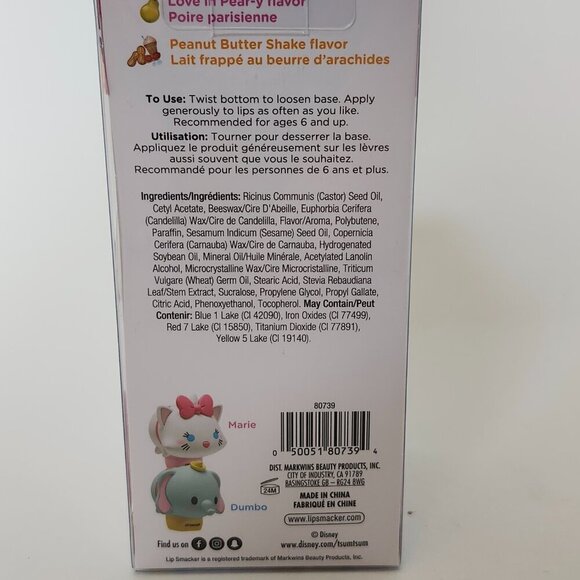 Love in Pear-y flavor
Poire parisienne
Peanut Butter Shake flavor
Lait frappé au beurre d'arachides
To Use: Twist bottom to loosen base. Apply
generously to lips as often as you like.
Recommended for ages 6 and up.
Utilisation: Tourner pour desserrer la base.
Appliquez le produit généreusement sur les lèvres
aussi souvent que vous le souhaitez.
Recommandé pour les personnes de 6 ans et plus.
Ingredients/Ingrédients: Ricinus Communis (Castor) Seed Oil,
Cetyl Acetate, Beeswax/Cire D'Abeille, Euphorbia Cerifera
(Candelilla) Wax/Cire de Candelilla, Flavor/Aroma, Polybutene,
Paraffin, Sesamum Indicum (Sesame) Seed Oil, Copernicia
Cerifera (Carnauba) Wax/Cire de Carnauba, Hydrogenated
Soybean Oil, Mineral Oil/Huile Minérale, Acetylated Lanolin
Alcohol, Microcrystalline Wax/Cire Microcristalline, Triticum
Vulgare (Wheat) Germ Oil, Stearic Acid, Stevia Rebaudiana
Leaf/Stem Extract, Sucralose, Propylene Glycol, Propyl Gallate,
Citric Acid, Phenoxyethanol, Tocopherol. May Contain/Peut
Contenir: Blue 1 Lake (CI 42090), Iron Oxides (CI 77499),
Red 7 Lake (CI 15850), Titanium Dioxide (CI 77891),
Yellow 5 Lake (CI 19140).
80739
Marie
0 50051 80739 4
DIST. MARKWINS BEAUTY PRODUCTS, INC.
CITY OF INDUSTRY, CA 91789
BASINGSTOKE GB - RG24 8WG
24M
MADE IN CHINA
FABRIQUÉ EN CHINE
Dumbo
www.lipsmacker.com
© Disney
www.disney.com/tsumtsum
Find us on
Lip Smacker is a registered trademark of Markwins Beauty Products, Inc.